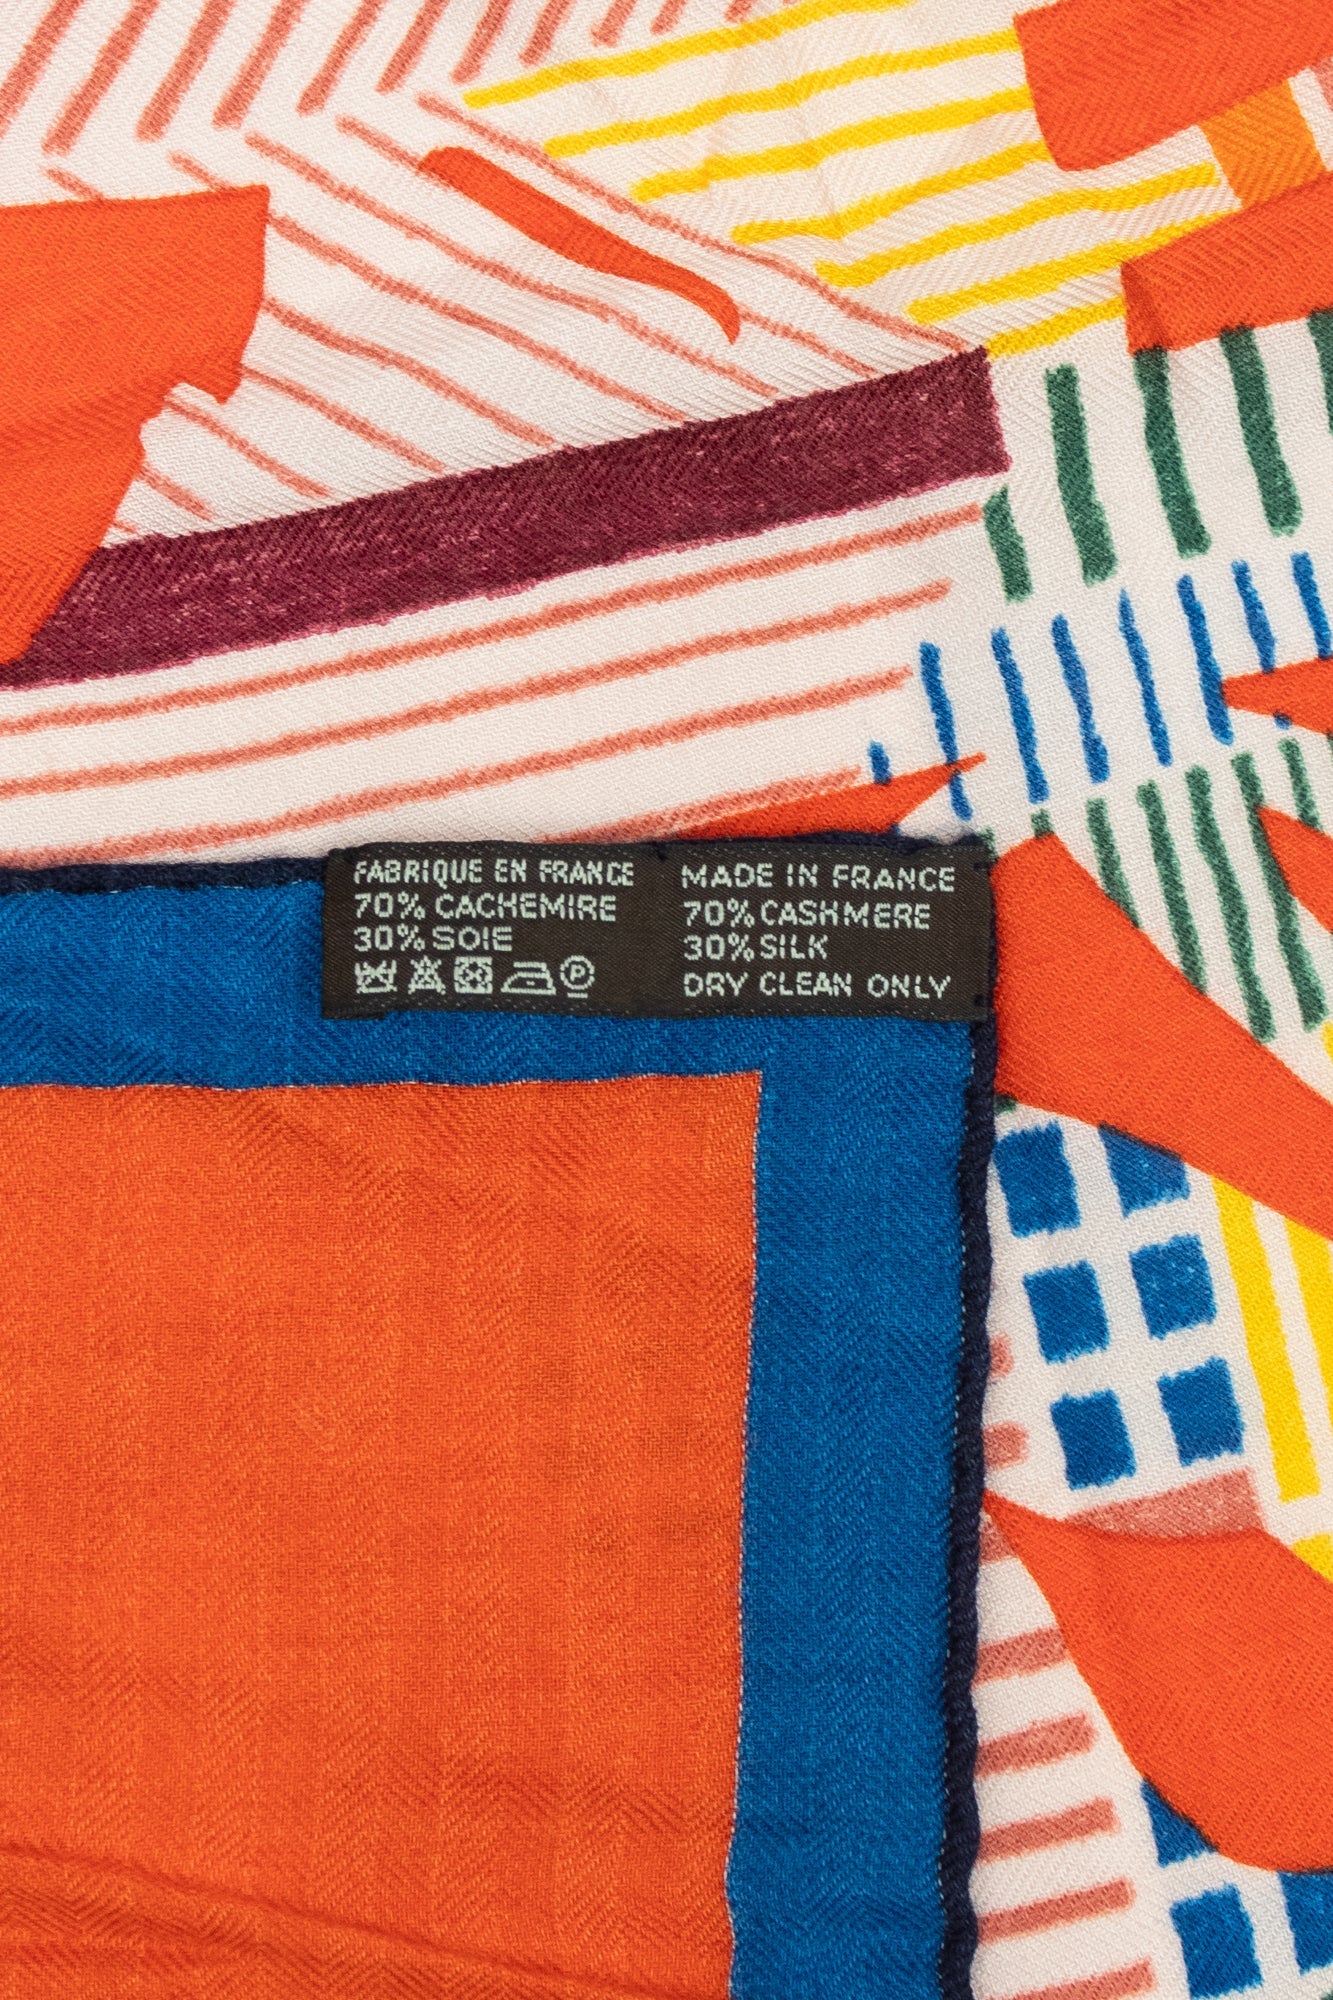 FABRIQUE EN FRANCE
70% CACHEMIRE
30% SOIE
P
MADE IN FRANCE
70% CASHMERE
30% SILK
DRY CLEAN ONLY